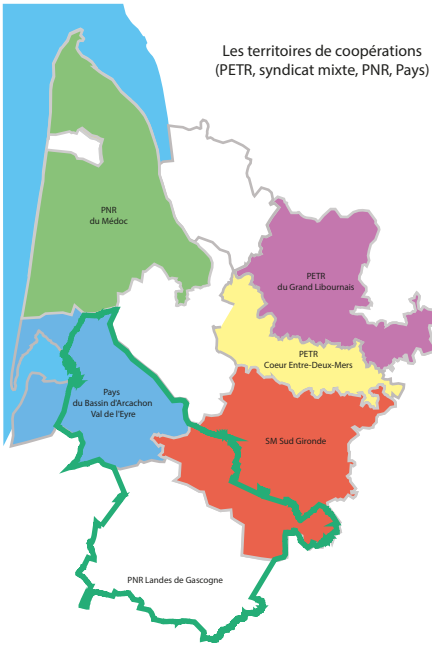 Les territoires de coopérations
(PETR, syndicat mixte, PNR, Pays)
PNR
du Médoc
PETR
du Grand Libournais
PETR
Coeur Entre-Deux-Mers
Pays
du Bassin d'Arcachon
Val de l'Eyre
SM Sud Gironde
PNR Landes de Gascogne